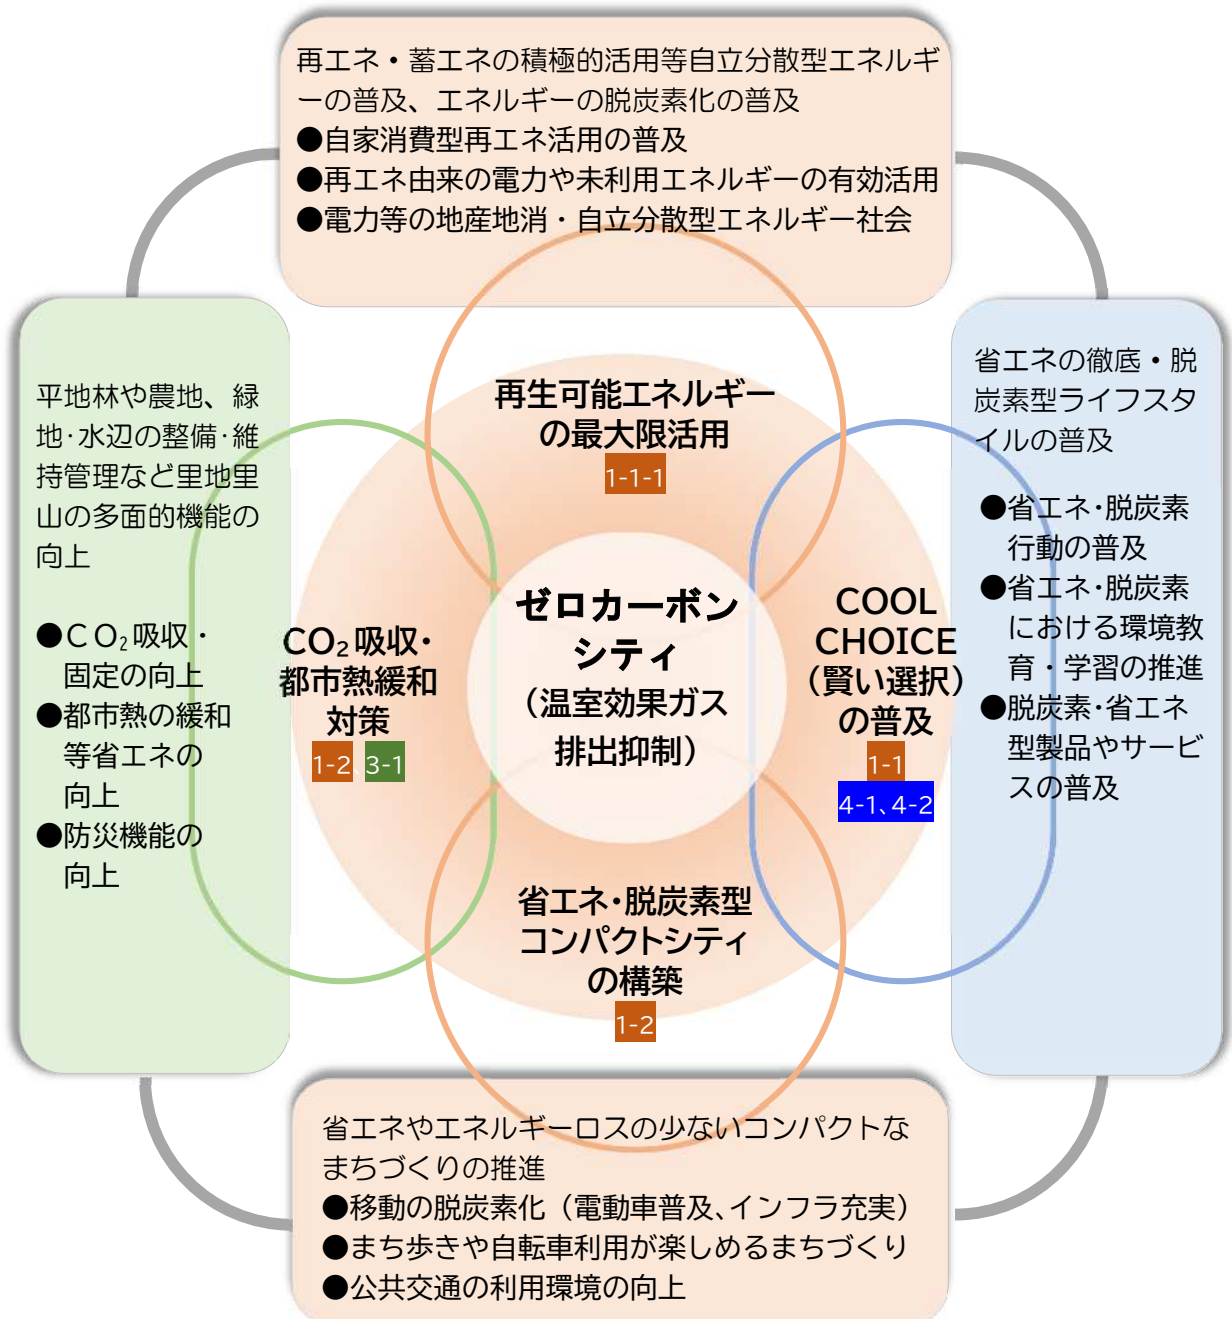 再エネ・蓄エネの積極的活用等自立分散型エネルギ
ーの普及、エネルギーの脱炭素化の普及
●自家消費型再エネ活用の普及
●再エネ由来の電力や未利用エネルギーの有効活用
●電力等の地産地消・自立分散型エネルギー社会
平地林や農地、緑
地・水辺の整備・維
持管理など里地里
山の多面的機能の
向上
●CO₂吸収・
固定の向上
●都市熱の緩和
等省エネの
向上
●防災機能の
向上
再生可能エネルギー
の最大限活用
1-1-1
CO₂吸収・
都市熱緩和
対策
1-2、3-1
ゼロカーボン
シティ
（温室効果ガス
排出抑制）
COOL
CHOICE
（賢い選択）
の普及
1-1
4-1、4-2
省エネ・脱炭素型
コンパクトシティ
の構築
1-2
省エネの徹底・脱
炭素型ライフスタ
イルの普及
●省エネ・脱炭素
行動の普及
●省エネ・脱炭素
における環境教
育・学習の推進
●脱炭素・省エネ
型製品やサービ
スの普及
省エネやエネルギーロスの少ないコンパクトな
まちづくりの推進
●移動の脱炭素化（電動車普及、インフラ充実）
●まち歩きや自転車利用が楽しめるまちづくり
●公共交通の利用環境の向上